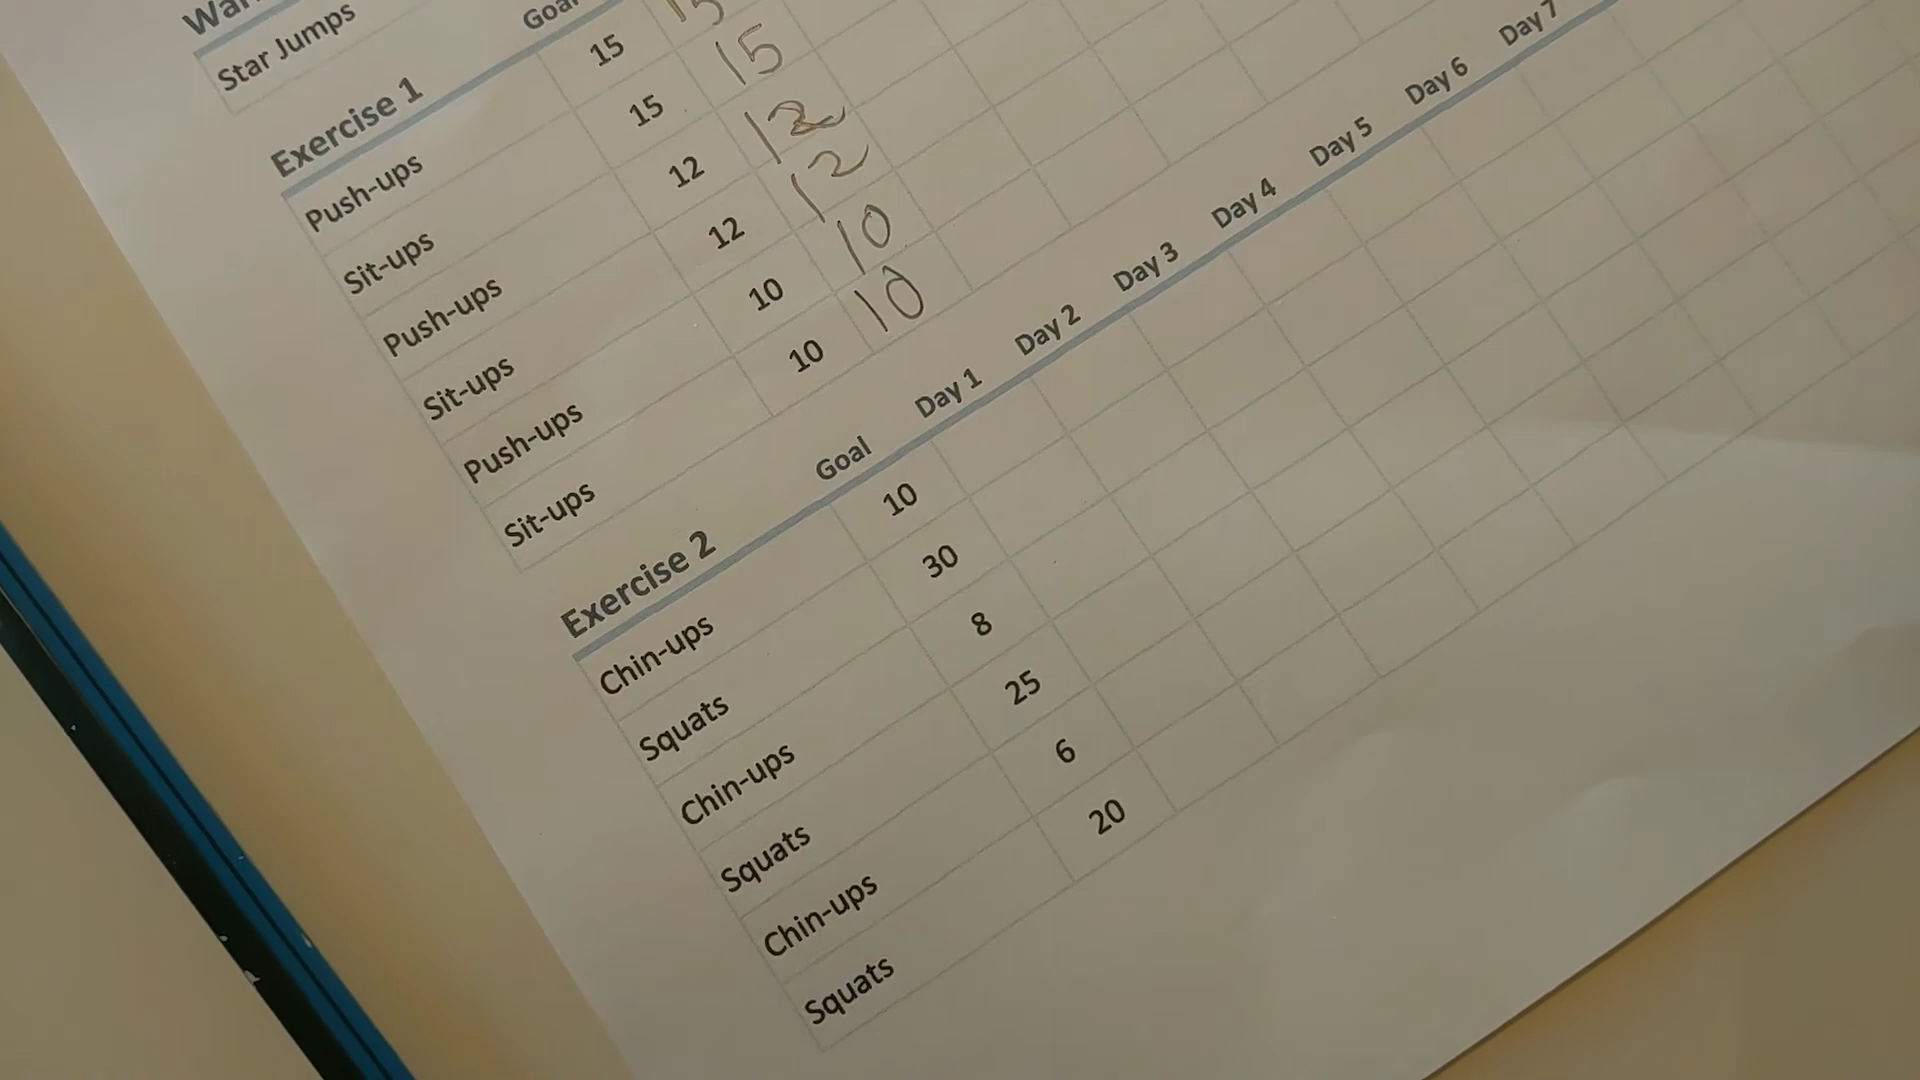 Star Jumps
Exercise 1 Goal
Push-ups 15 15
Sit-ups 15 15
Push-ups 12 12
Sit-ups 12 12
Push-ups 10 10
Sit-ups 10 10
Exercise 2 Goal Day 1 Day 2 Day 3 Day 4 Day 5 Day 6 Day 7
Chin-ups 10
Squats 30
Chin-ups 8
Squats 25
Chin-ups 6
Squats 20